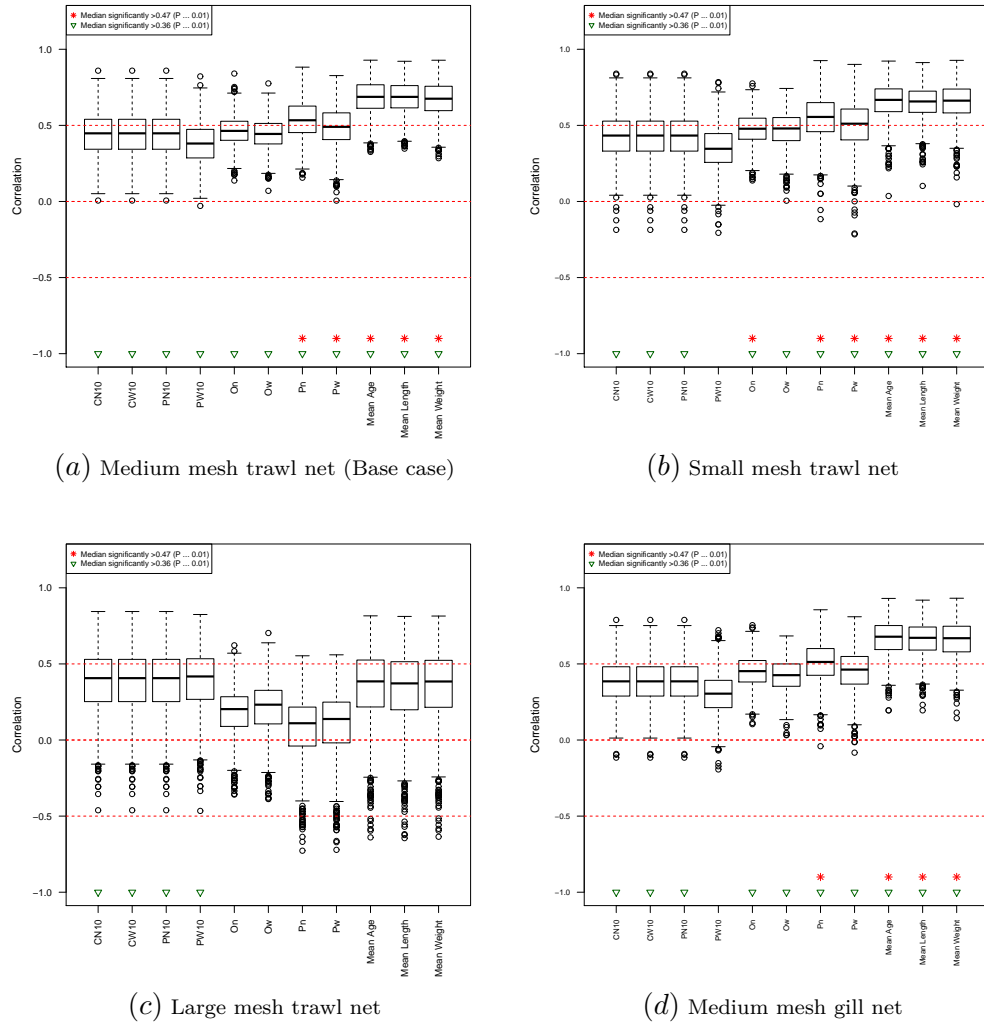 Median significantly >0.47 (P ... 0.01)
Median significantly >0.36 (P ... 0.01)
Correlation
1.0
0.5
0.0
−0.5
−1.0
CN10
CW10
PN10
PW10
On
Ow
Pn
Pw
Mean Age
Mean Length
Mean Weight
(a) Medium mesh trawl net (Base case)
Median significantly >0.47 (P ... 0.01)
Median significantly >0.36 (P ... 0.01)
Correlation
1.0
0.5
0.0
−0.5
−1.0
CN10
CW10
PN10
PW10
On
Ow
Pn
Pw
Mean Age
Mean Length
Mean Weight
(b) Small mesh trawl net
Median significantly >0.47 (P ... 0.01)
Median significantly >0.36 (P ... 0.01)
Correlation
1.0
0.5
0.0
−0.5
−1.0
CN10
CW10
PN10
PW10
On
Ow
Pn
Pw
Mean Age
Mean Length
Mean Weight
(c) Large mesh trawl net
Median significantly >0.47 (P ... 0.01)
Median significantly >0.36 (P ... 0.01)
Correlation
1.0
0.5
0.0
−0.5
−1.0
CN10
CW10
PN10
PW10
On
Ow
Pn
Pw
Mean Age
Mean Length
Mean Weight
(d) Medium mesh gill net